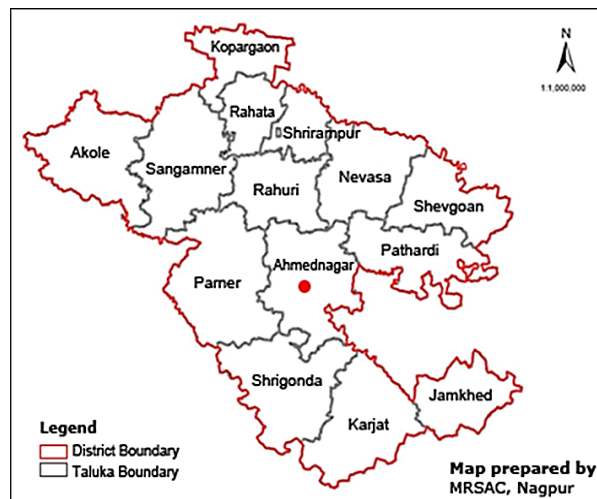 Kopargaon
N
1:1,000,000
Rahata
Shrirampur
Akole
Sangamner
Rahuri
Nevasa
Shevgoan
Pathardi
Ahmednagar
Parner
Shrigonda
Jamkhed
Karjat
Legend
District Boundary
Taluka Boundary
Map prepared by
MRSAC, Nagpur